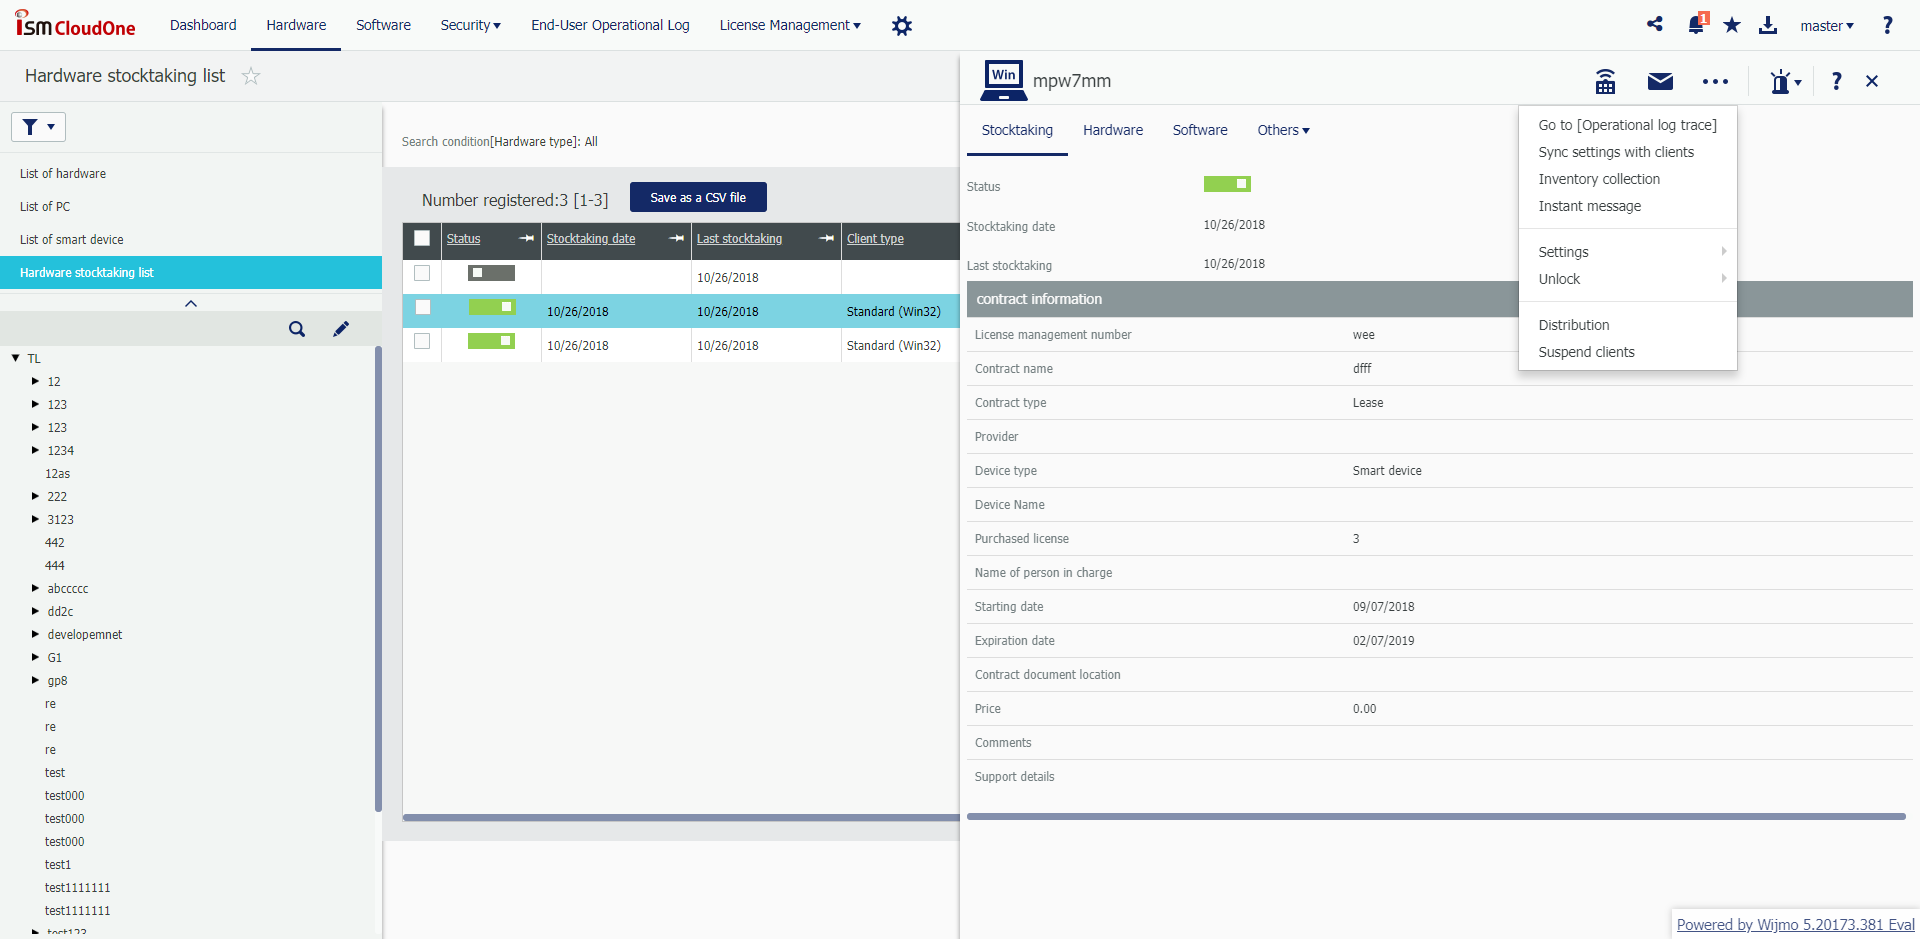 ISM CloudOne
Dashboard
Hardware
Software
Security
End-User Operational Log
License Management
1
master
?
Hardware stocktaking list
List of hardware
List of PC
List of smart device
Hardware stocktaking list
TL
12
123
123
1234
12as
222
3123
442
444
abccccc
dd2c
developemnet
G1
gp8
re
re
re
test
test000
test000
test000
test1
test1111111
test1111111
test123
Search condition[Hardware type]: All
Number registered:3 [1-3]
Save as a CSV file
Status Stocktaking date Last stocktaking Client type
10/26/2018
10/26/2018 10/26/2018 Standard (Win32)
10/26/2018 10/26/2018 Standard (Win32)
Win
mpw7mm
?
Stocktaking Hardware Software Others
Status
Stocktaking date 10/26/2018
Last stocktaking 10/26/2018
contract information
License management number wee
Contract name dfff
Contract type Lease
Provider
Device type Smart device
Device Name
Purchased license 3
Name of person in charge
Starting date 09/07/2018
Expiration date 02/07/2019
Contract document location
Price 0.00
Comments
Support details
Go to [Operational log trace]
Sync settings with clients
Inventory collection
Instant message
Settings
Unlock
Distribution
Suspend clients
Powered by Wijmo 5.20173.381 Eval